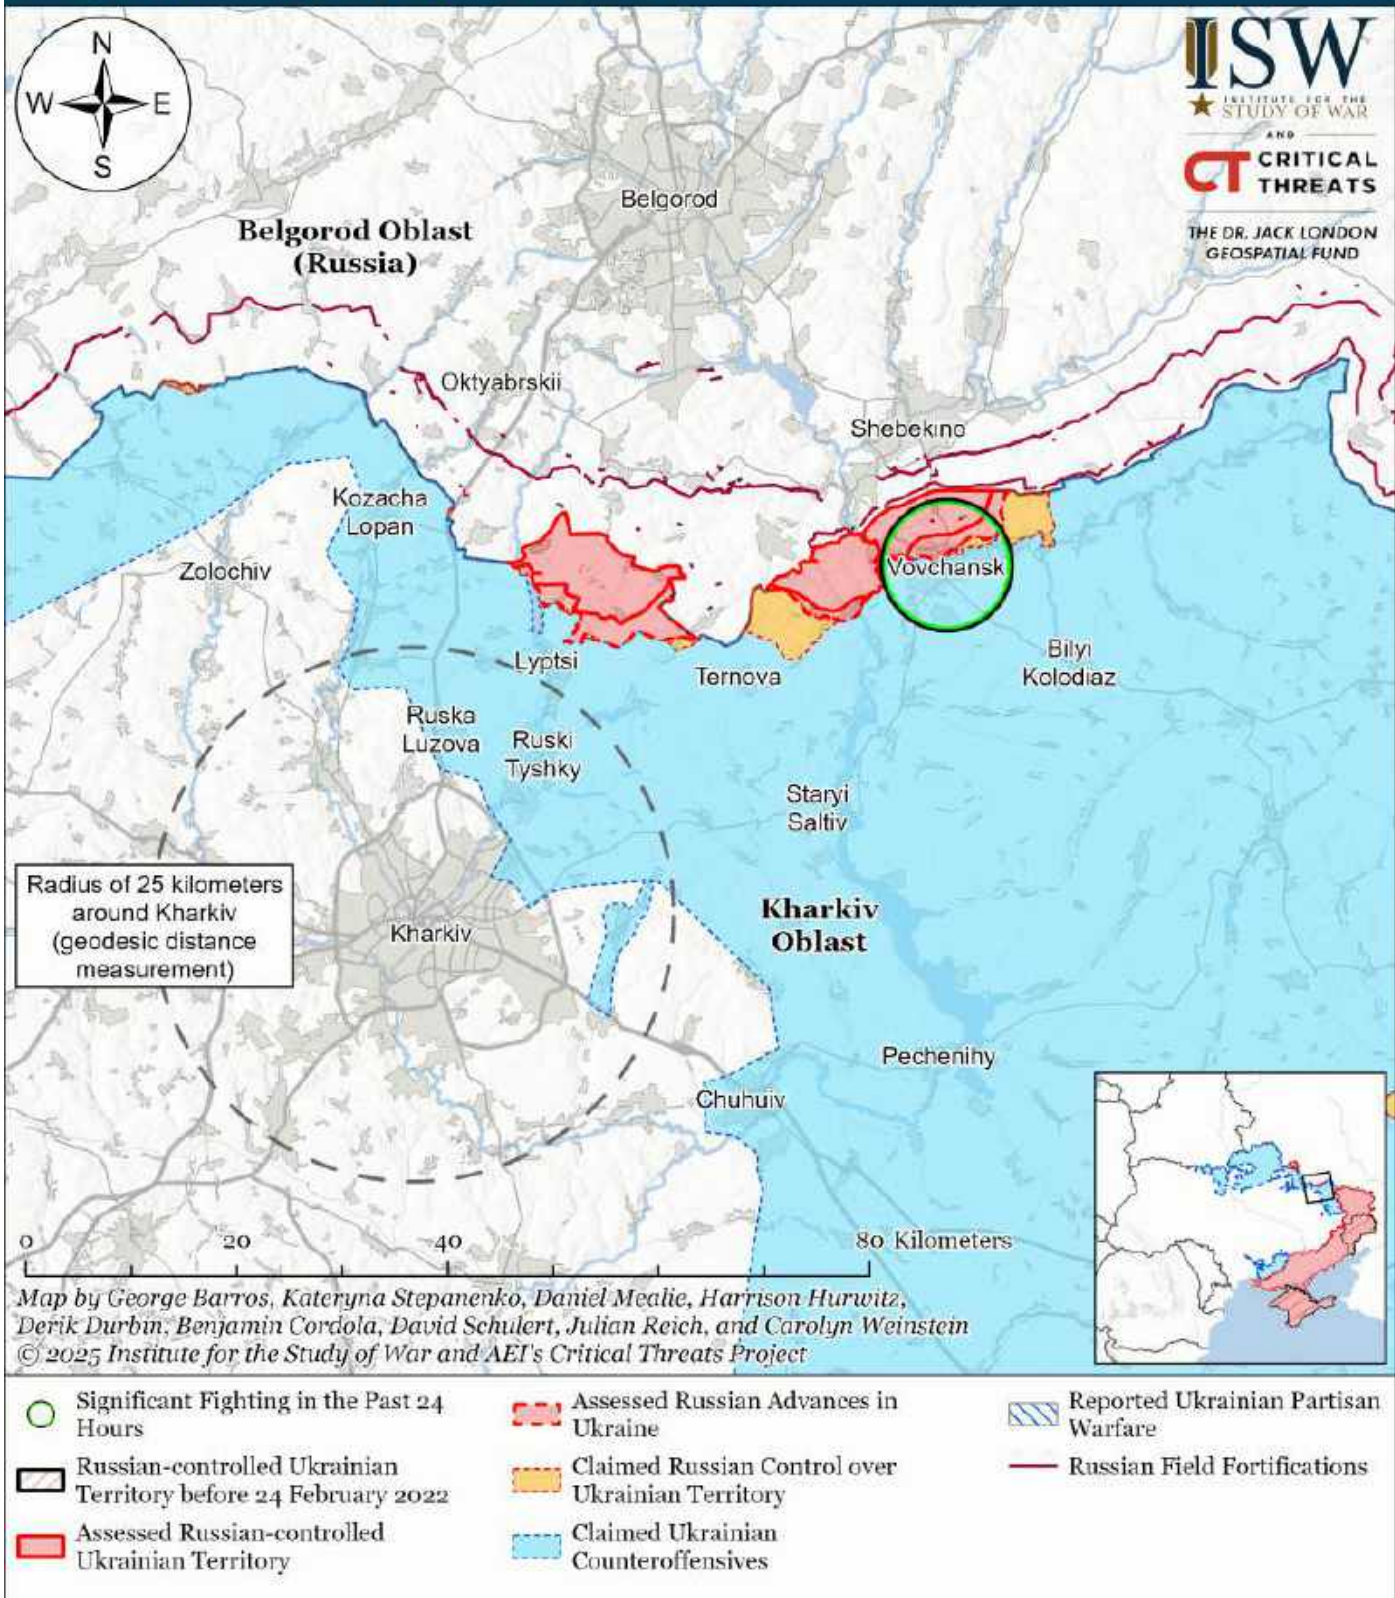 N
W E
S
ISW
INSTITUTE FOR THE
STUDY OF WAR
AND
CT CRITICAL
THREATS
THE DR. JACK LONDON
GEOSPATIAL FUND
Belgorod
Belgorod Oblast
(Russia)
Oktyabrskii
Shebekino
Kozacha
Lopan
Zolochiv
Vovchansk
Lyptsi
Ternova
Bilyi
Kolodiaz
Ruska
Luzova
Ruski
Tyshky
Staryi
Saltiv
Radius of 25 kilometers
around Kharkiv
(geodesic distance
measurement)
Kharkiv
Kharkiv
Oblast
Pechenihy
Chuhuiv
0 20 40 80 Kilometers
Map by George Barros, Kateryna Stepanenko, Daniel Mealie, Harrison Hurwitz,
Derik Durbin, Benjamin Cordola, David Schulert, Julian Reich, and Carolyn Weinstein
© 2025 Institute for the Study of War and AEI's Critical Threats Project
Significant Fighting in the Past 24
Hours
Russian-controlled Ukrainian
Territory before 24 February 2022
Assessed Russian-controlled
Ukrainian Territory
Assessed Russian Advances in
Ukraine
Claimed Russian Control over
Ukrainian Territory
Claimed Ukrainian
Counteroffensives
Reported Ukrainian Partisan
Warfare
Russian Field Fortifications